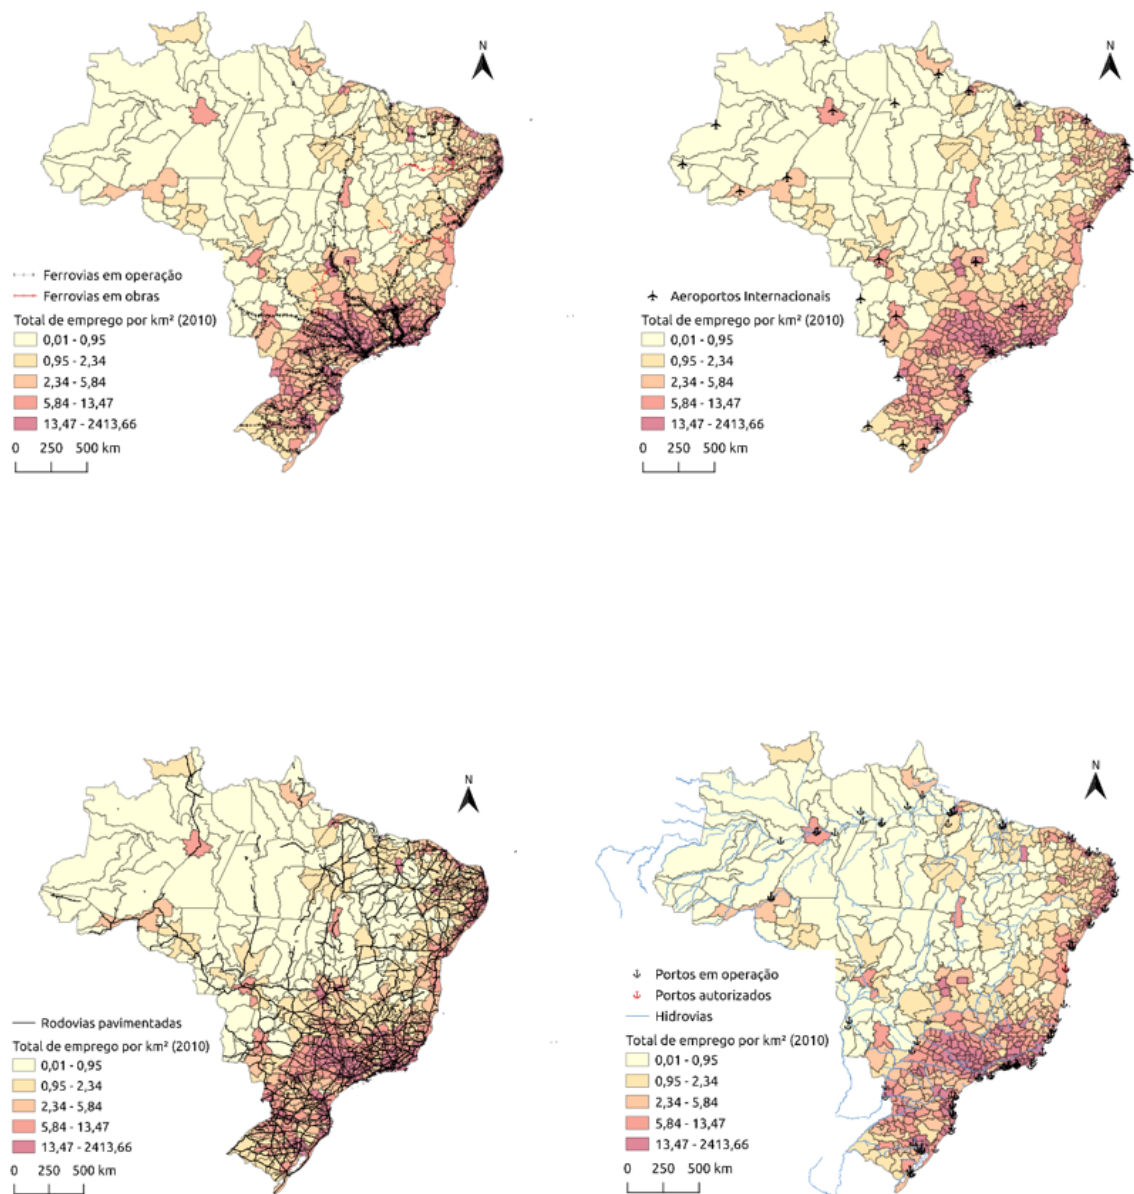 N
Ferrovias em operação
Ferrovias em obras
Total de emprego por km² (2010)
0,01 - 0,95
0,95 - 2,34
2,34 - 5,84
5,84 - 13,47
13,47 - 2413,66
0 250 500 km
N
Aeroportos Internacionais
Total de emprego por km² (2010)
0,01 - 0,95
0,95 - 2,34
2,34 - 5,84
5,84 - 13,47
13,47 - 2413,66
0 250 500 km
N
Rodovias pavimentadas
Total de emprego por km² (2010)
0,01 - 0,95
0,95 - 2,34
2,34 - 5,84
5,84 - 13,47
13,47 - 2413,66
0 250 500 km
N
Portos em operação
Portos autorizados
Hidrovias
Total de emprego por km² (2010)
0,01 - 0,95
0,95 - 2,34
2,34 - 5,84
5,84 - 13,47
13,47 - 2413,66
0 250 500 km